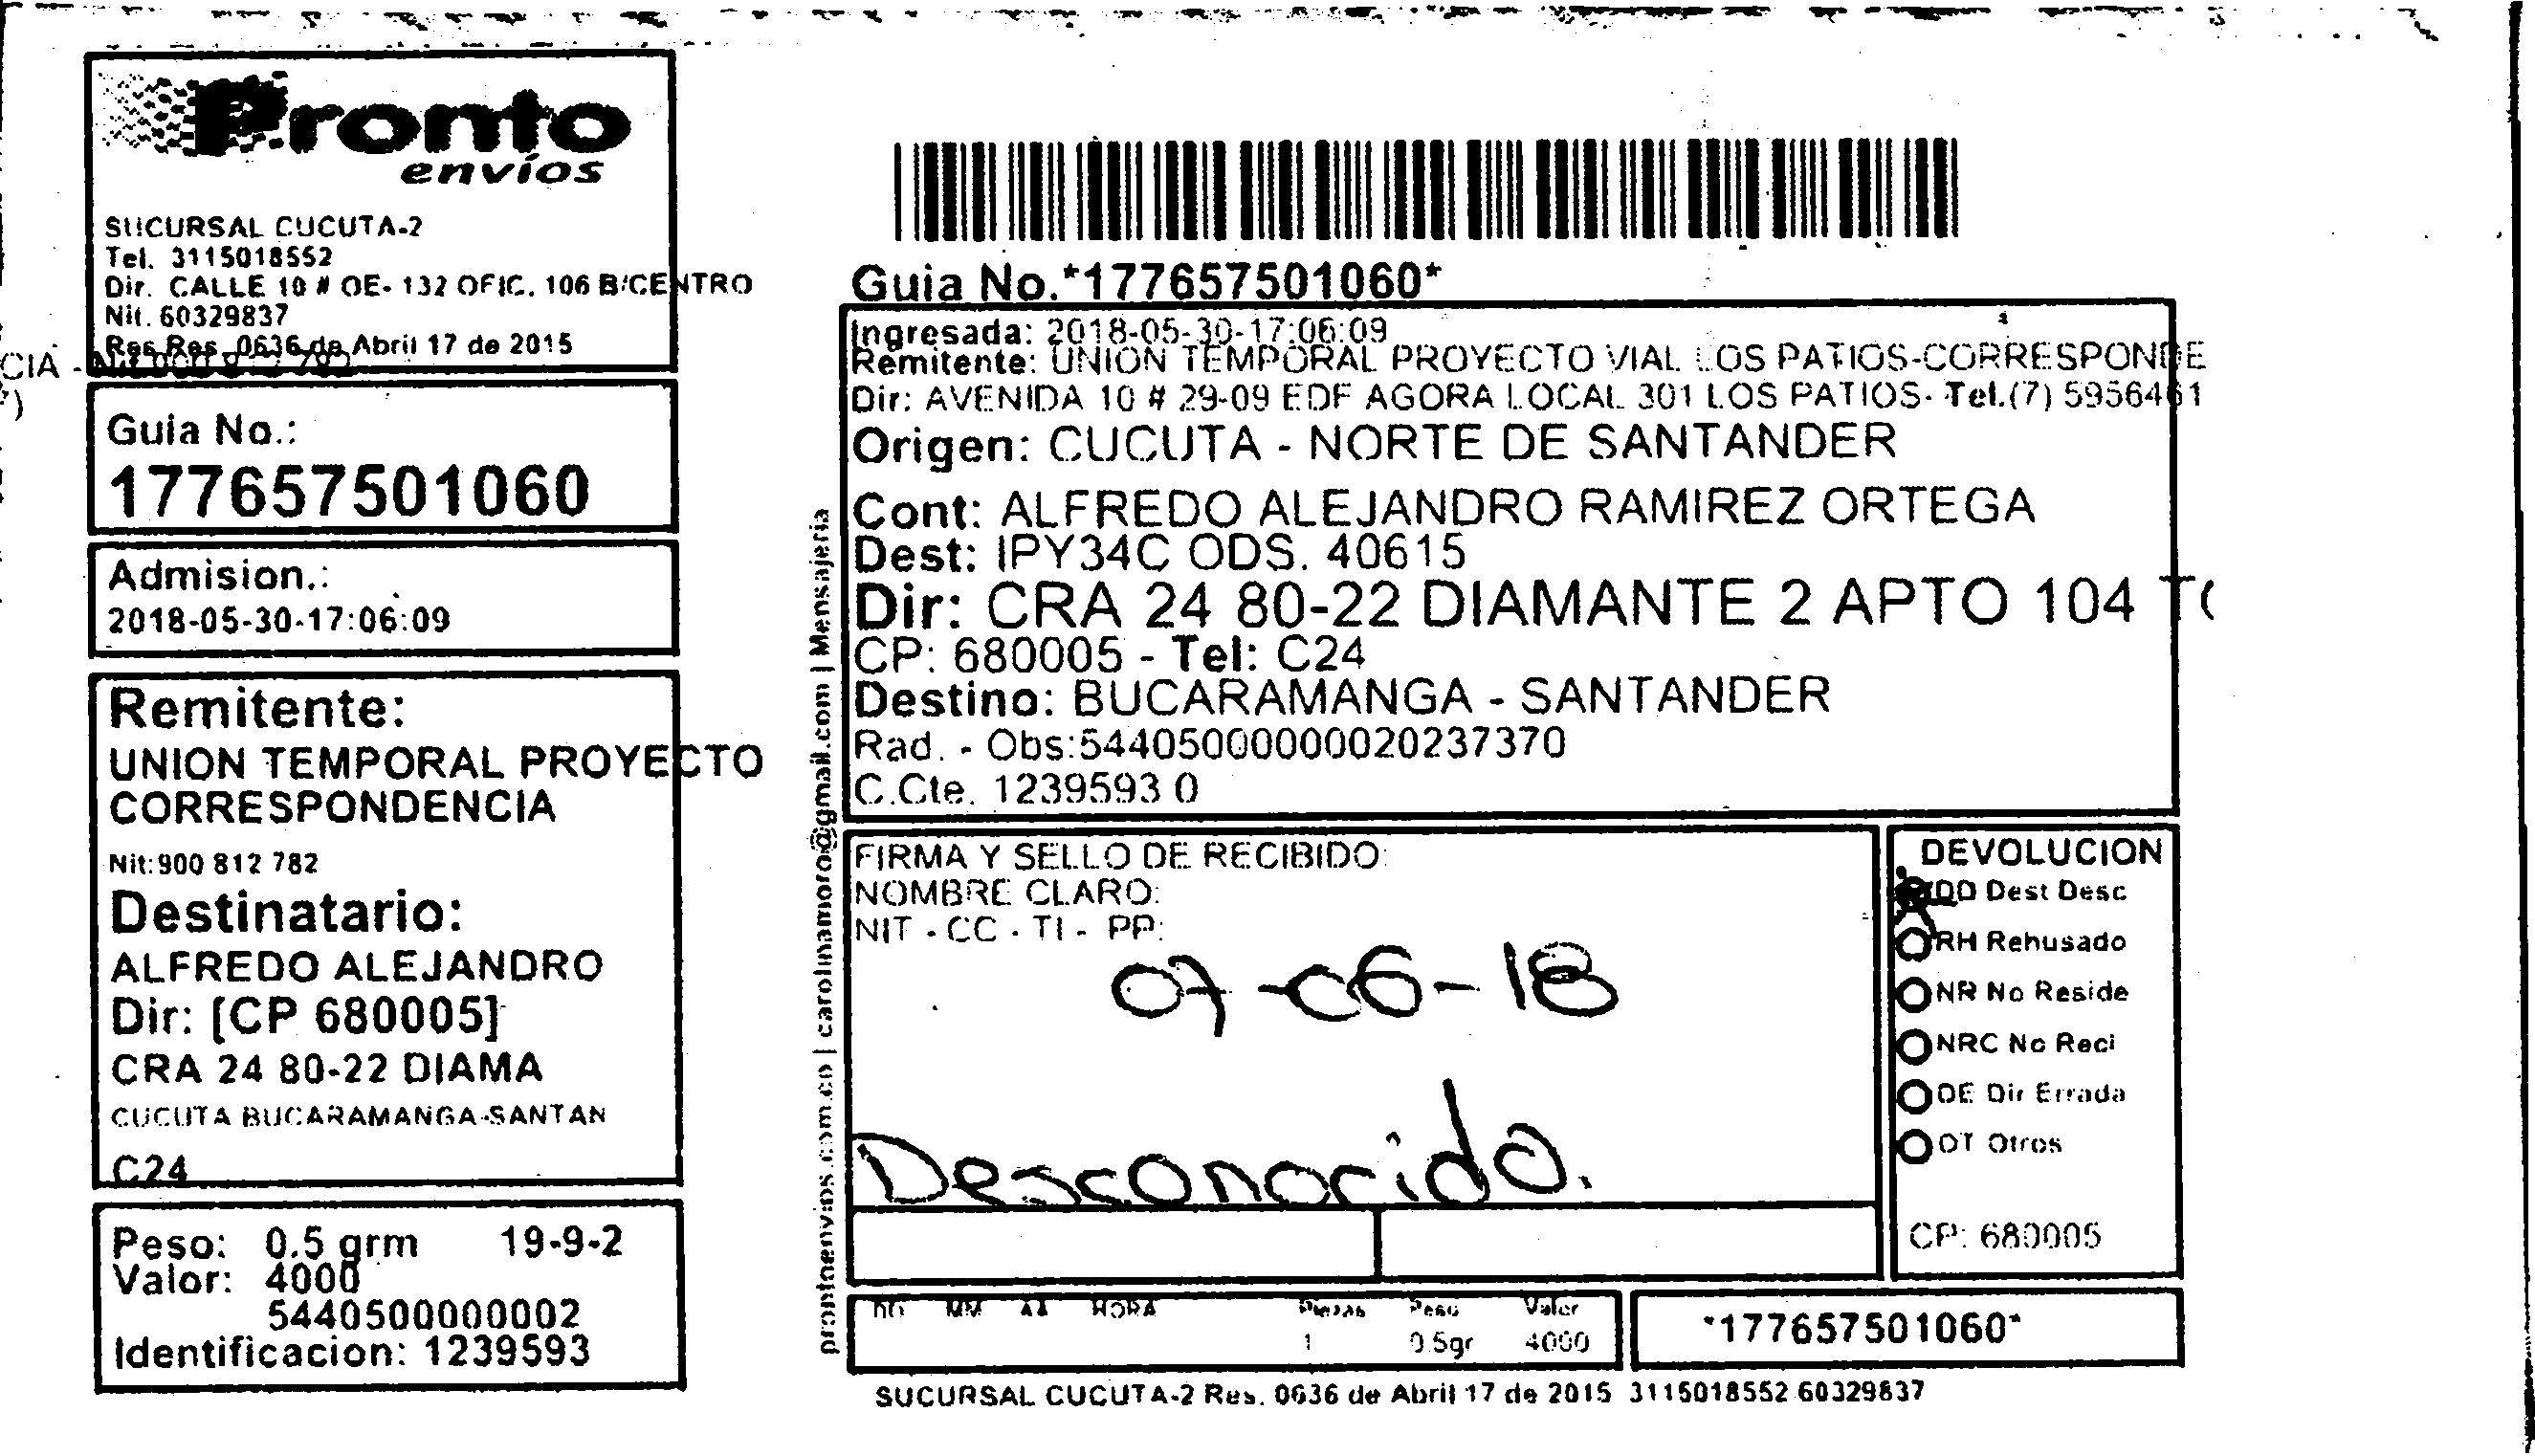 Pronto
envíos
SUCURSAL CUCUTA-2
Tel. 3115018552
Dir. CALLE 10 # OE- 132 OFIC. 106 B/CENTRO
Nit. 60329837
Res Res. 0636 de Abril 17 de 2015
CIA -
Guia No.:
177657501060
Admision.:
2018-05-30-17:06:09
Remitente:
UNION TEMPORAL PROYECTO
CORRESPONDENCIA
Nit:900 812 782
Destinatario:
ALFREDO ALEJANDRO
Dir: [CP 680005]
CRA 24 80-22 DIAMA
CUCUTA BUCARAMANGA-SANTAN
C24
Peso: 0.5 grm 19-9-2
Valor: 4000
5440500000002
Identificacion: 1239593
prontoenvios.com.co | carolinamoro@gmail.com | Mensajeria
Guia No.*177657501060*
Ingresada: 2018-05-30-17:06:09
Remitente: UNION TEMPORAL PROYECTO VIAL LOS PATIOS-CORRESPONDE
Dir: AVENIDA 10 # 29-09 EDF AGORA LOCAL 301 LOS PATIOS- Tel.(7) 5956461
Origen: CUCUTA - NORTE DE SANTANDER
Cont: ALFREDO ALEJANDRO RAMIREZ ORTEGA
Dest: IPY34C ODS. 40615
Dir: CRA 24 80-22 DIAMANTE 2 APTO 104 TO
CP: 680005 - Tel: C24
Destino: BUCARAMANGA - SANTANDER
Rad. - Obs:544050000000020237370
C.Cte. 1239593 0
FIRMA Y SELLO DE RECIBIDO:
NOMBRE CLARO:
NIT - CC - TI - PP:
07-06-18
Desconocido.
DEVOLUCION
DD Dest Desc
RH Rehusado
NR No Reside
NRC No Reci
DE Dir Errada
OT Otros
CP: 680005
DD MM AA HORA Piezas Peso Valor
1 0.5gr 4000
*177657501060*
SUCURSAL CUCUTA-2 Res. 0636 de Abril 17 de 2015 3115018552 60329837